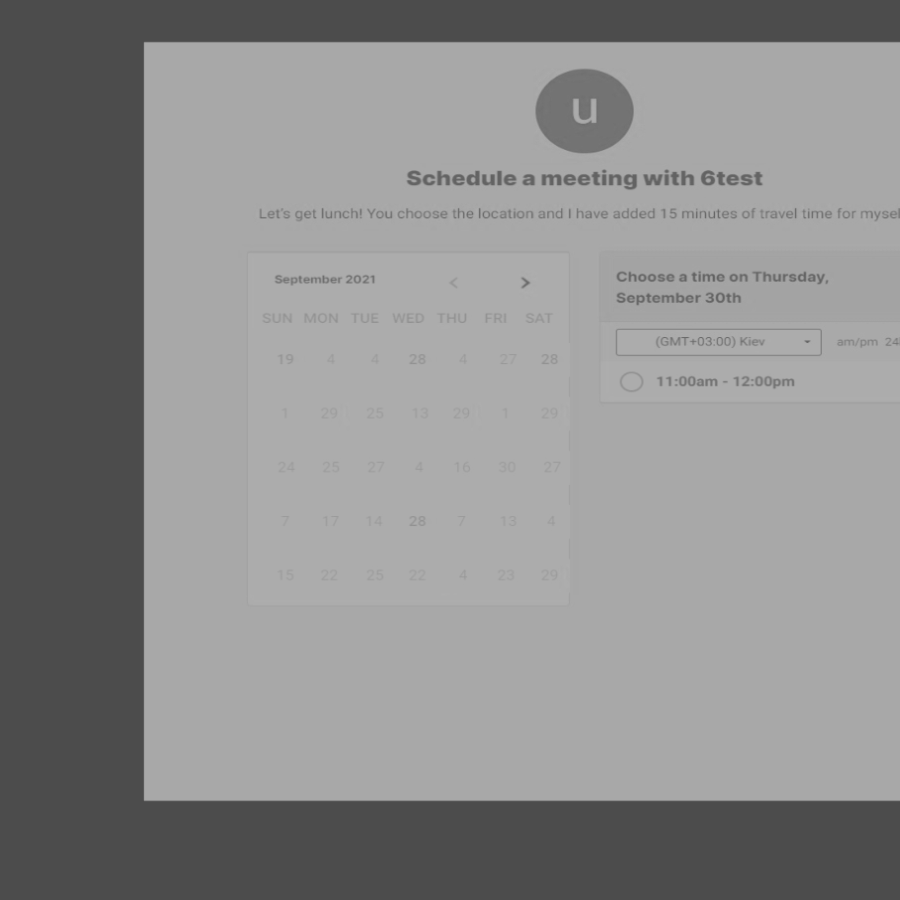 u
Schedule a meeting with 6test
Let's get lunch! You choose the location and I have added 15 minutes of travel time for mysel
September 2021 < >
SUN MON TUE WED THU FRI SAT
19 4 4 28 4 27 28
1 29 25 13 29 1 29
24 25 27 4 16 30 27
7 17 14 28 7 13 4
15 22 25 22 4 23 29
Choose a time on Thursday,
September 30th
(GMT+03:00) Kiev
am/pm 24
11:00am - 12:00pm